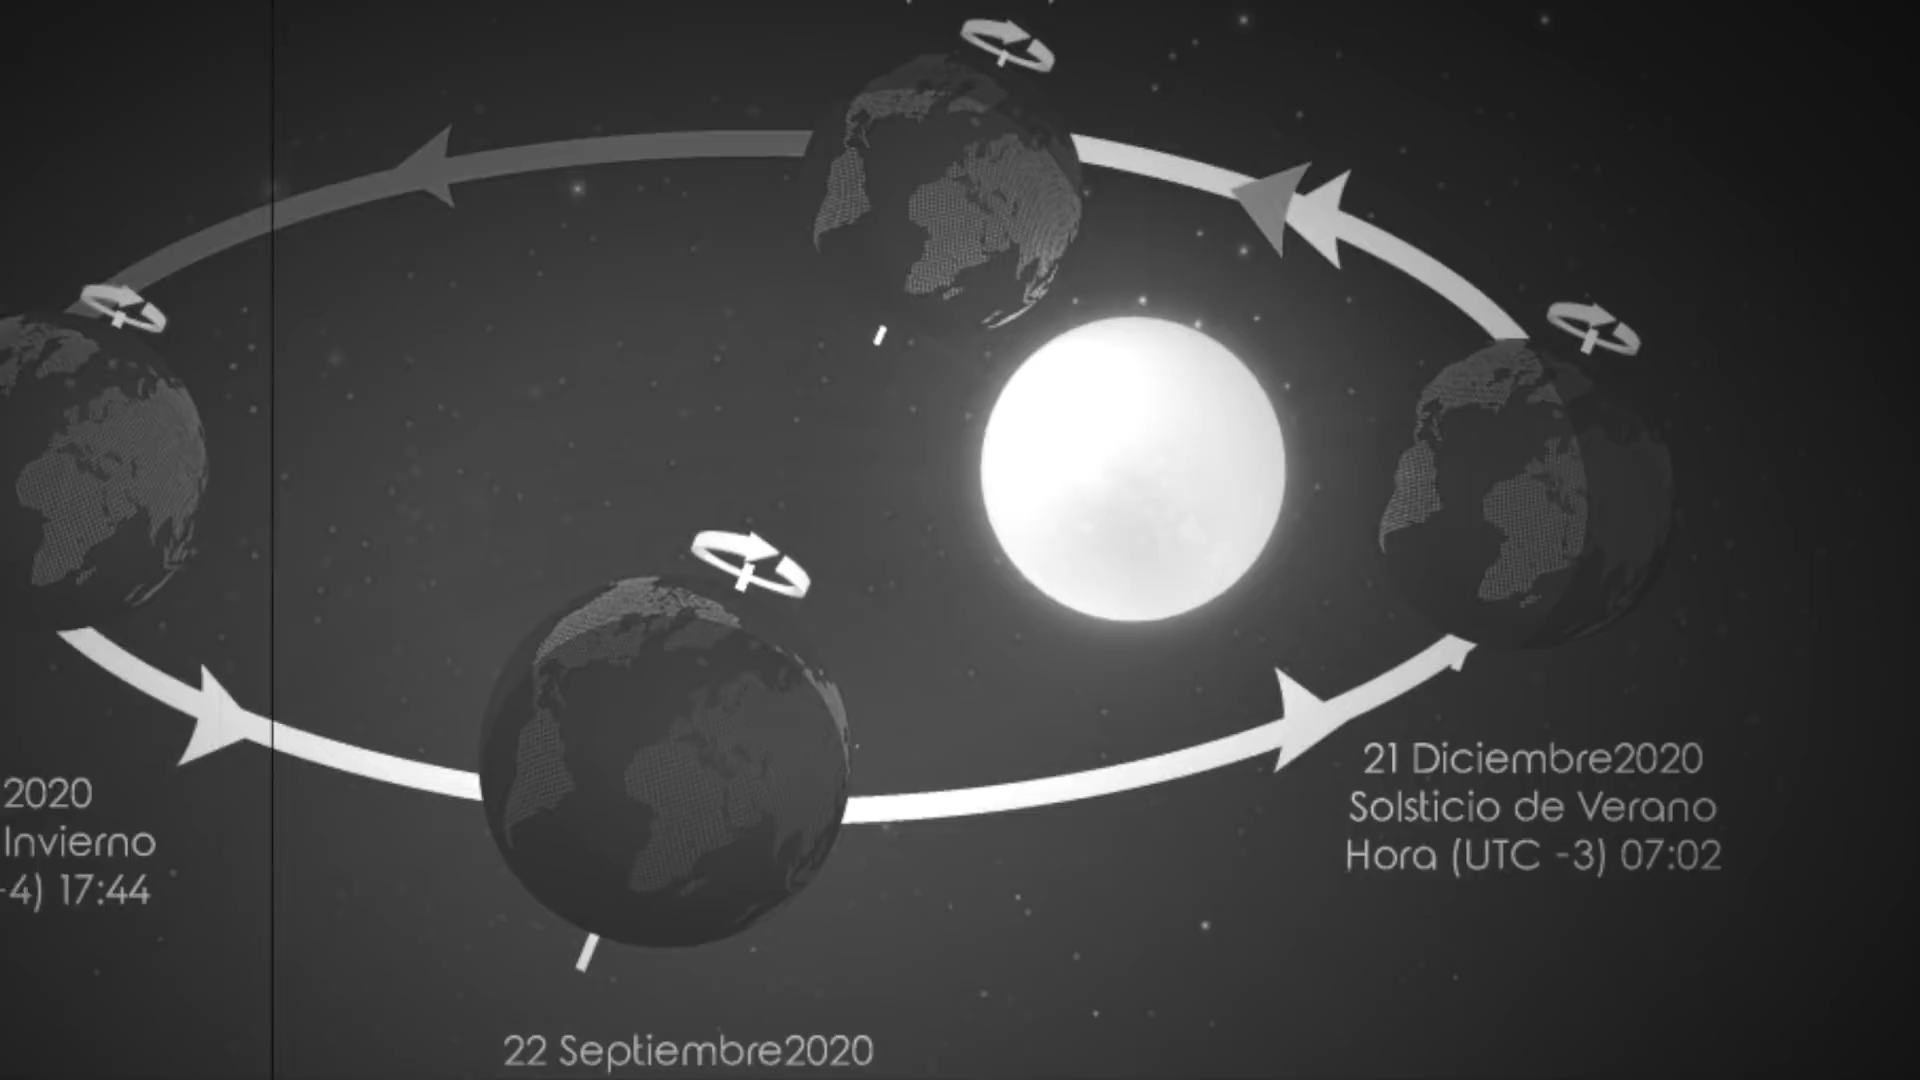 2020
Invierno
-4) 17:44
22 Septiembre2020
21 Diciembre2020
Solsticio de Verano
Hora (UTC -3) 07:02